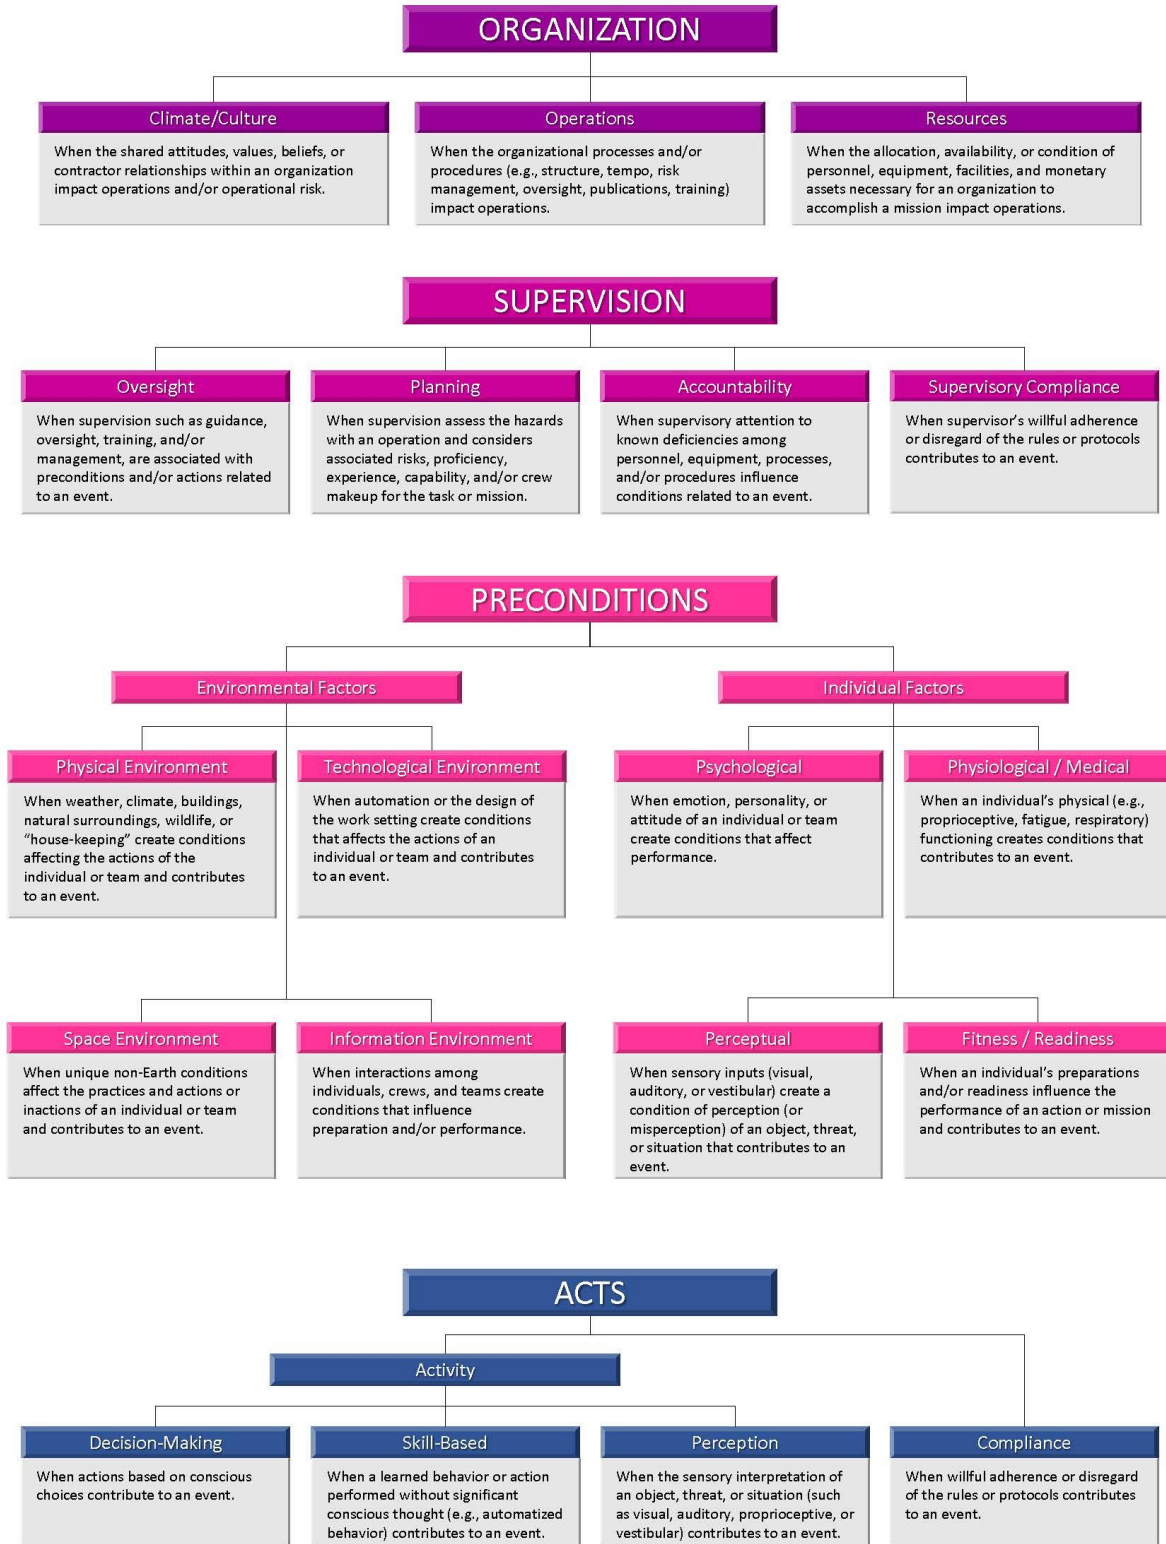 ORGANIZATION
Climate/Culture
When the shared attitudes, values, beliefs, or
contractor relationships within an organization
impact operations and/or operational risk.
Operations
When the organizational processes and/or
procedures (e.g., structure, tempo, risk
management, oversight, publications, training)
impact operations.
Resources
When the allocation, availability, or condition of
personnel, equipment, facilities, and monetary
assets necessary for an organization to
accomplish a mission impact operations.
SUPERVISION
Oversight
When supervision such as guidance,
oversight, training, and/or
management, are associated with
preconditions and/or actions related
to an event.
Planning
When supervision assess the hazards
with an operation and considers
associated risks, proficiency,
experience, capability, and/or crew
makeup for the task or mission.
Accountability
When supervisory attention to
known deficiencies among
personnel, equipment, processes,
and/or procedures influence
conditions related to an event.
Supervisory Compliance
When supervisor's willful adherence
or disregard of the rules or protocols
contributes to an event.
PRECONDITIONS
Environmental Factors
Individual Factors
Physical Environment
When weather, climate, buildings,
natural surroundings, wildlife, or
“house-keeping” create conditions
affecting the actions of the
individual or team and contributes
to an event.
Technological Environment
When automation or the design of
the work setting create conditions
that affects the actions of an
individual or team and contributes
to an event.
Psychological
When emotion, personality, or
attitude of an individual or team
create conditions that affect
performance.
Physiological / Medical
When an individual's physical (e.g.,
proprioceptive, fatigue, respiratory)
functioning creates conditions that
contributes to an event.
Space Environment
When unique non-Earth conditions
affect the practices and actions or
inactions of an individual or team
and contributes to an event.
Information Environment
When interactions among
individuals, crews, and teams create
conditions that influence
preparation and/or performance.
Perceptual
When sensory inputs (visual,
auditory, or vestibular) create a
condition of perception (or
misperception) of an object, threat,
or situation that contributes to an
event.
Fitness / Readiness
When an individual's preparations
and/or readiness influence the
performance of an action or mission
and contributes to an event.
ACTS
Activity
Decision-Making
When actions based on conscious
choices contribute to an event.
Skill-Based
When a learned behavior or action
performed without significant
conscious thought (e.g., automatized
behavior) contributes to an event.
Perception
When the sensory interpretation of
an object, threat, or situation (such
as visual, auditory, proprioceptive, or
vestibular) contributes to an event.
Compliance
When willful adherence or disregard
of the rules or protocols contributes
to an event.